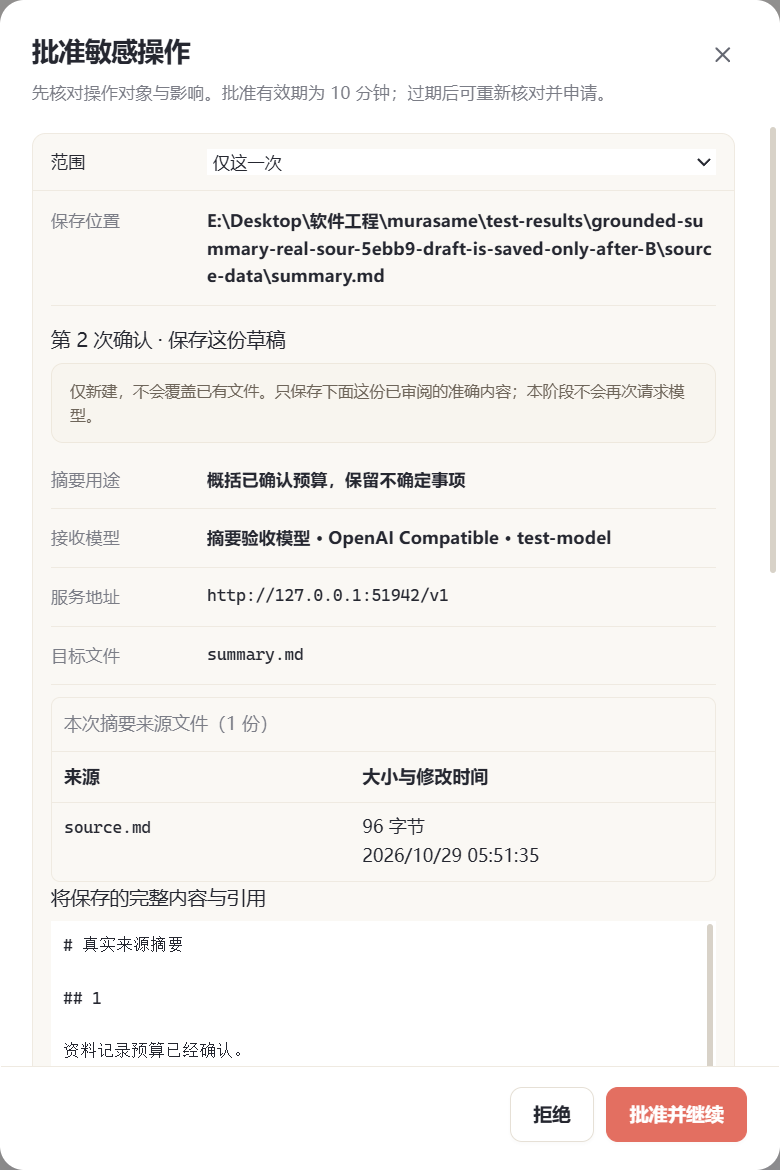 批准敏感操作
先核对操作对象与影响。批准有效期为 10 分钟；过期后可重新核对并申请。
范围
仅这一次
保存位置
E:\Desktop\软件工程\murasame\test-results\grounded-su
mmary-real-sour-5ebb9-draft-is-saved-only-after-B\sourc
e-data\summary.md
第 2 次确认 · 保存这份草稿
仅新建，不会覆盖已有文件。只保存下面这份已审阅的准确内容；本阶段不会再次请求模
型。
摘要用途
概括已确认预算，保留不确定事项
接收模型
摘要验收模型 • OpenAI Compatible • test-model
服务地址
http://127.0.0.1:51942/v1
目标文件
summary.md
本次摘要来源文件（1 份）
来源
大小与修改时间
source.md
96 字节
2026/10/29 05:51:35
将保存的完整内容与引用
# 真实来源摘要
## 1
资料记录预算已经确认。
拒绝
批准并继续